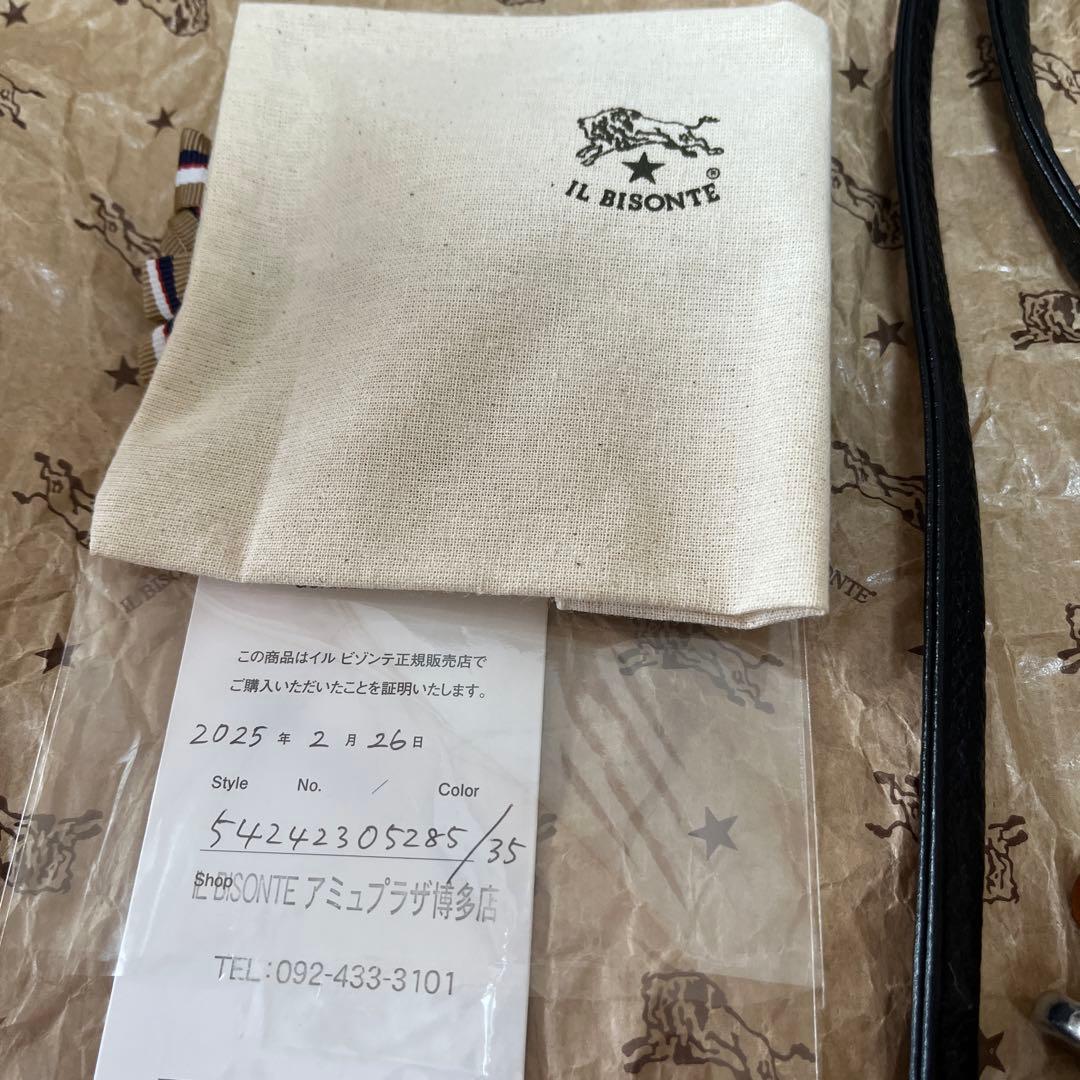 IL BISONTE®
IL BISONTE
この商品はイル ビゾンテ正規販売店で
ご購入いただいたことを証明いたします。
2025 年 2 月 26 日
Style No. / Color
54242305285/35
Shop
IL BISONTE アミュプラザ博多店
TEL:092-433-3101